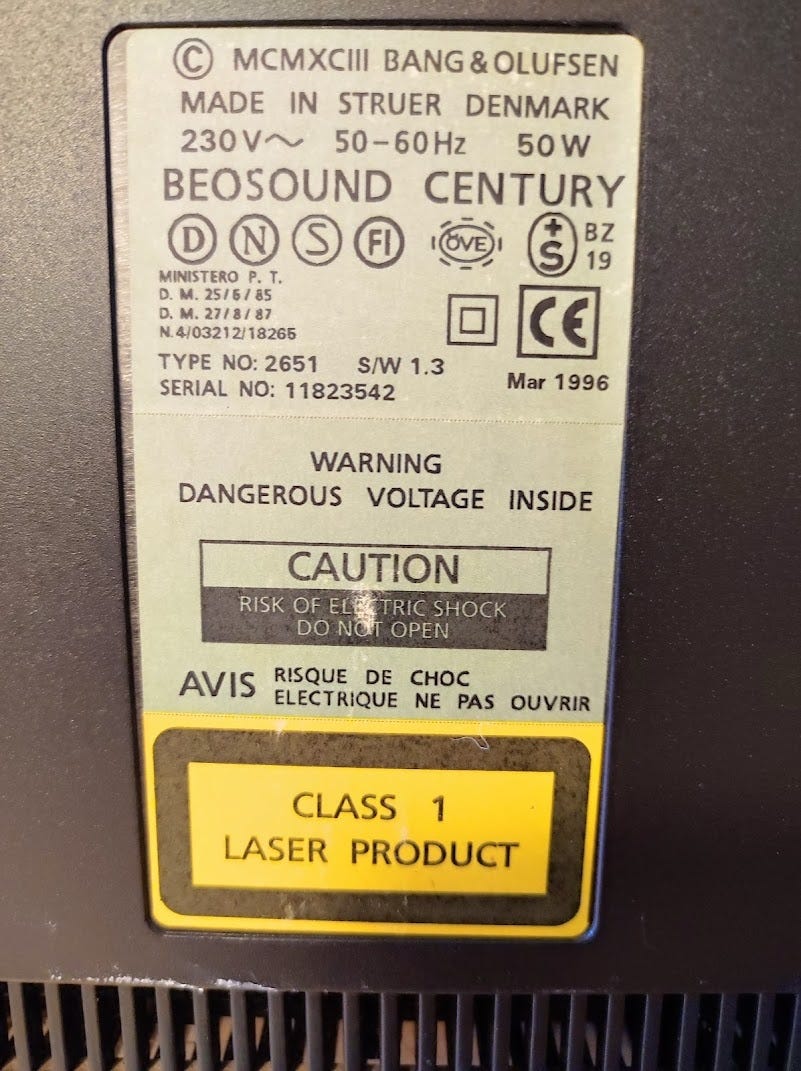 © MCMXCIII BANG & OLUFSEN
MADE IN STRUER DENMARK
230V~ 50-60Hz 50W
BEOSOUND CENTURY
D N S FI ÖVE +S BZ 19
MINISTERO P. T.
D. M. 25/6/85
D. M. 27/8/87
N.4/03212/18265
CE
TYPE NO: 2651 S/W 1.3
Mar 1996
SERIAL NO: 11823542
WARNING
DANGEROUS VOLTAGE INSIDE
CAUTION
RISK OF ELECTRIC SHOCK
DO NOT OPEN
AVIS RISQUE DE CHOC
ELECTRIQUE NE PAS OUVRIR
CLASS 1
LASER PRODUCT